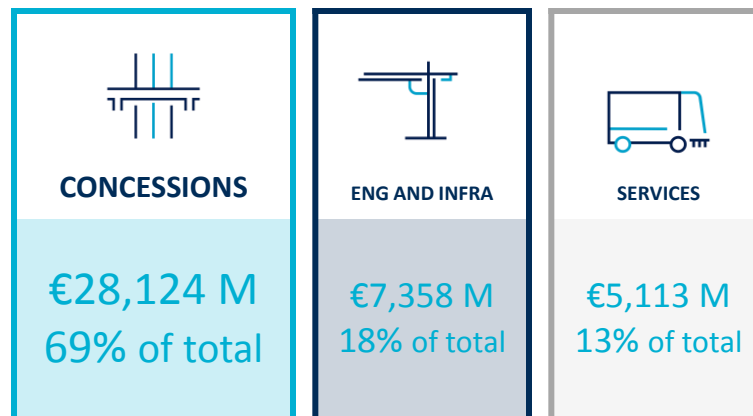 CONCESSIONS
€28,124 M
69% of total
ENG AND INFRA
€7,358 M
18% of total
SERVICES
€5,113 M
13% of total